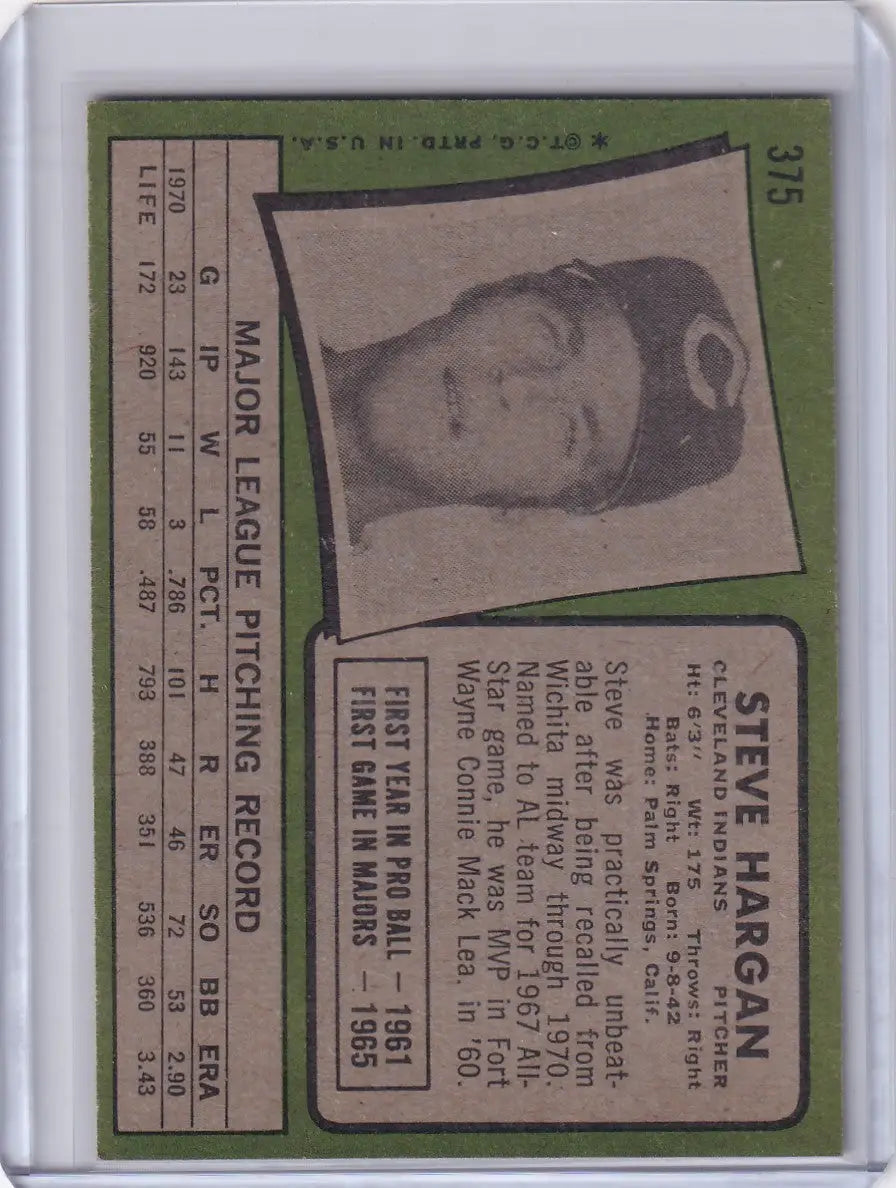 375
✶ ©T.C.G. PRTD. IN U.S.A.
STEVE HARGAN
CLEVELAND INDIANS PITCHER
Ht: 6'3" Wt: 175 Throws: Right
Bats: Right Born: 9-8-42
Home: Palm Springs, Calif.
Steve was practically unbeat-
able after being recalled from
Wichita midway through 1970.
Named to AL team for 1967 All-
Star game, he was MVP in Fort
Wayne Connie Mack Lea. in '60.
FIRST YEAR IN PRO BALL — 1961
FIRST GAME IN MAJORS — 1965
MAJOR LEAGUE PITCHING RECORD
G IP W L PCT. H R ER SO BB ERA
1970 23 143 11 3 .786 101 47 46 72 53 2.90
LIFE 172 920 55 58 .487 793 388 351 536 360 3.43